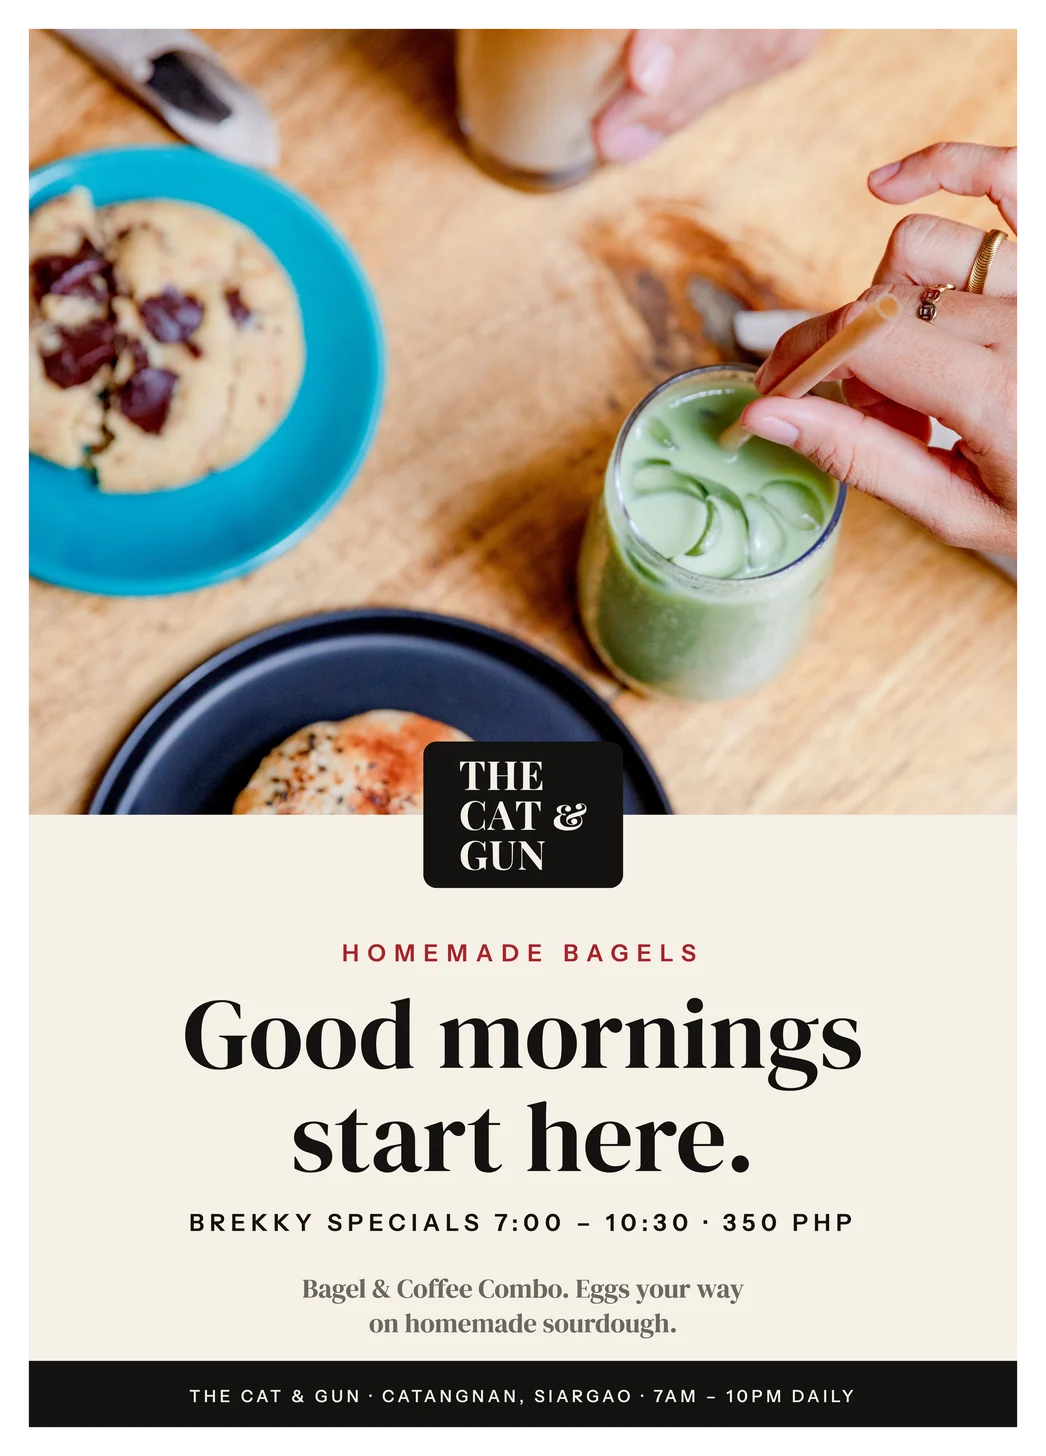 THE
CAT &
GUN
HOMEMADE BAGELS
Good mornings
start here.
BREKKY SPECIALS 7:00 – 10:30 · 350 PHP
Bagel & Coffee Combo. Eggs your way
on homemade sourdough.
THE CAT & GUN · CATANGNAN, SIARGAO · 7AM – 10PM DAILY